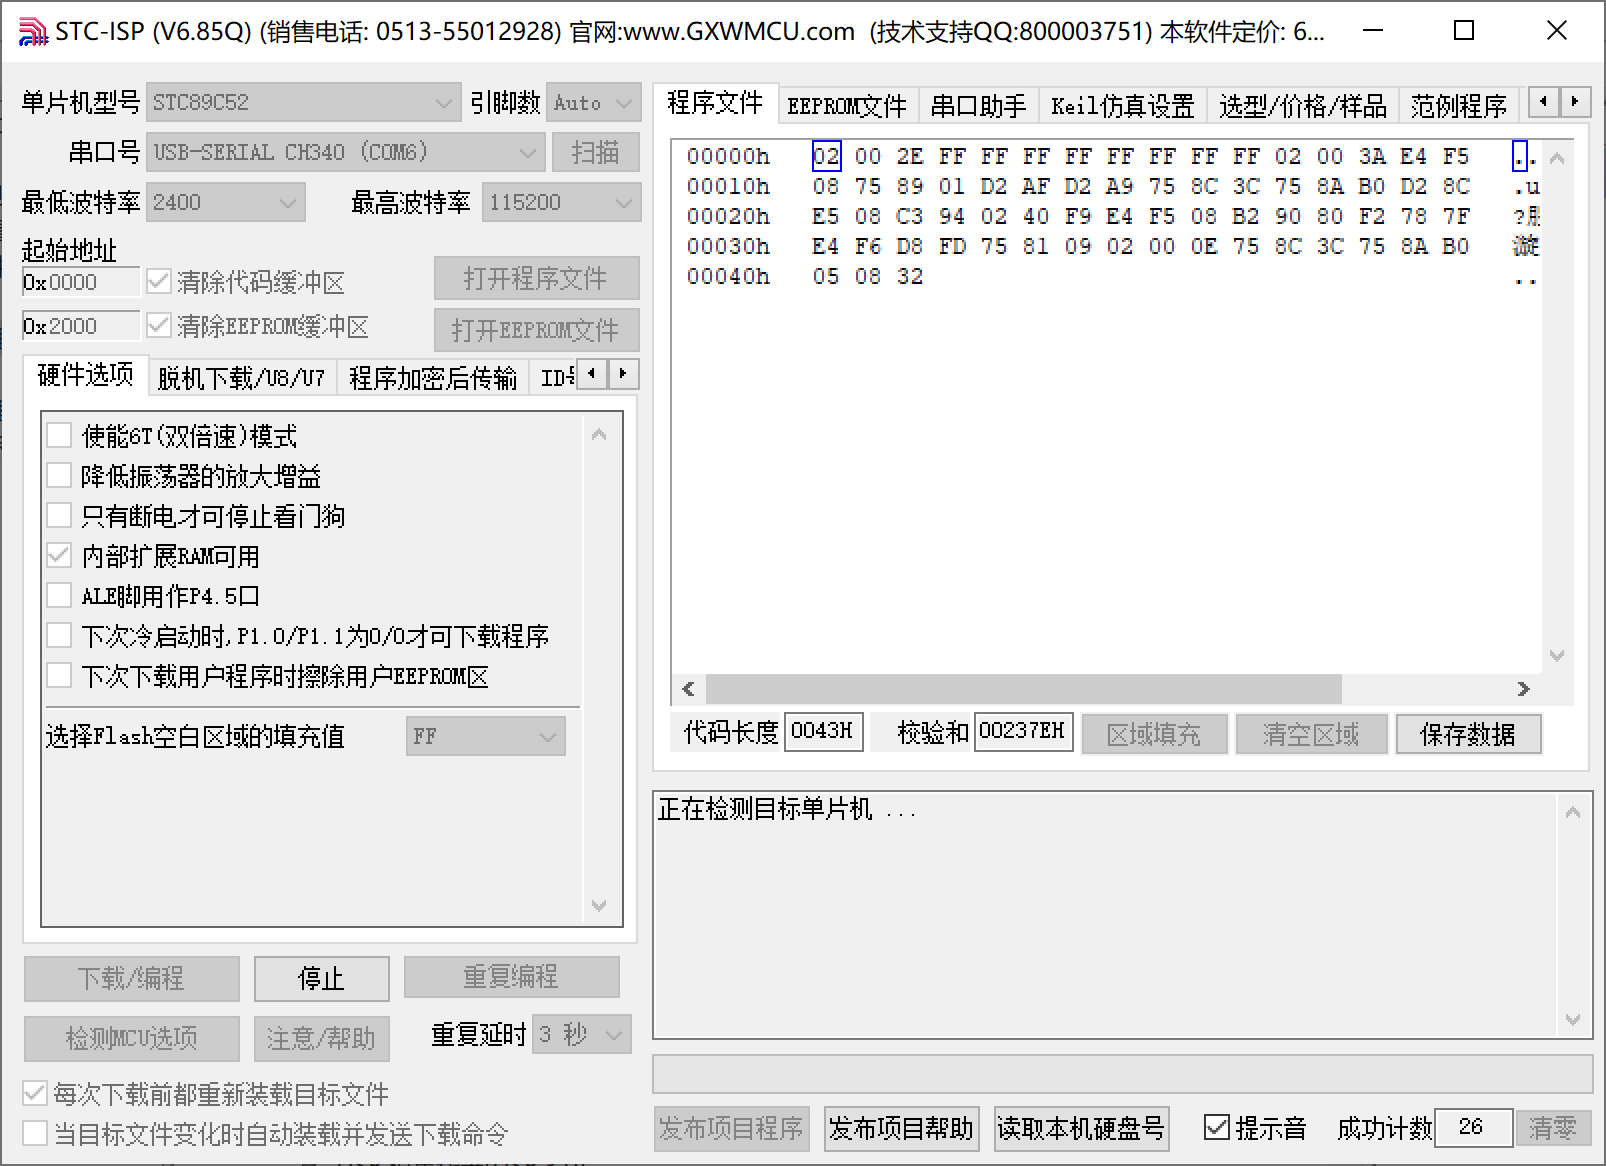 STC-ISP (V6.85Q) (销售电话: 0513-55012928) 官网:www.GXWMCU.com (技术支持QQ:800003751) 本软件定价: 6...
单片机型号 STC89C52 引脚数 Auto
串口号 USB-SERIAL CH340 (COM6) 扫描
最低波特率 2400 最高波特率 115200
起始地址
0x0000 清除代码缓冲区 打开程序文件
0x2000 清除EEPROM缓冲区 打开EEPROM文件
硬件选项 脱机下载/U8/U7 程序加密后传输
使能6T(双倍速)模式
降低振荡器的放大增益
只有断电才可停止看门狗
内部扩展RAM可用
ALE脚用作P4.5口
下次冷启动时,P1.0/P1.1为0/0才可下载程序
下次下载用户程序时擦除用户EEPROM区
选择Flash空白区域的填充值 FF
下载/编程 停止 重复编程
检测MCU选项 注意/帮助 重复延时 3 秒
每次下载前都重新装载目标文件
当目标文件变化时自动装载并发送下载命令
程序文件 EEPROM文件 串口助手 Keil仿真设置 选型/价格/样品 范例程序
00000h 02 00 2E FF FF FF FF FF FF FF FF 02 00 3A E4 F5 ..
00010h 08 75 89 01 D2 AF D2 A9 75 8C 3C 75 8A B0 D2 8C .u
00020h E5 08 C3 94 02 40 F9 E4 F5 08 B2 90 80 F2 78 7F
00030h E4 F6 D8 FD 75 81 09 02 00 0E 75 8C 3C 75 8A B0
00040h 05 08 32 ..
代码长度 0043H 校验和 00237EH 区域填充 清空区域 保存数据
正在检测目标单片机 ...
发布项目程序 发布项目帮助 读取本机硬盘号 提示音 成功计数 26 清零